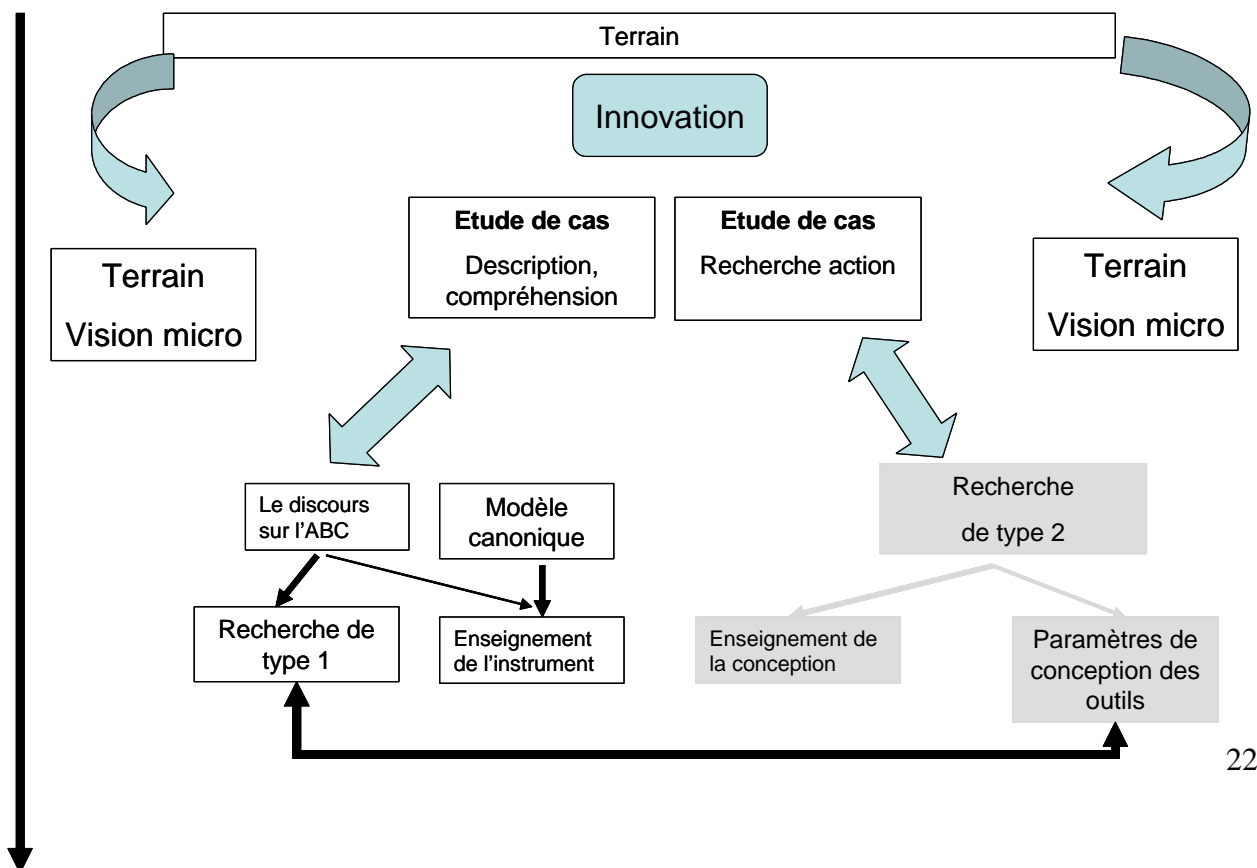 Terrain
Innovation
Etude de cas
Description,
compréhension
Etude de cas
Recherche action
Terrain
Vision micro
Terrain
Vision micro
Le discours
sur l'ABC
Modèle
canonique
Recherche
de type 2
Recherche de
type 1
Enseignement
de l'instrument
Enseignement de
la conception
Paramètres de
conception des
outils
22